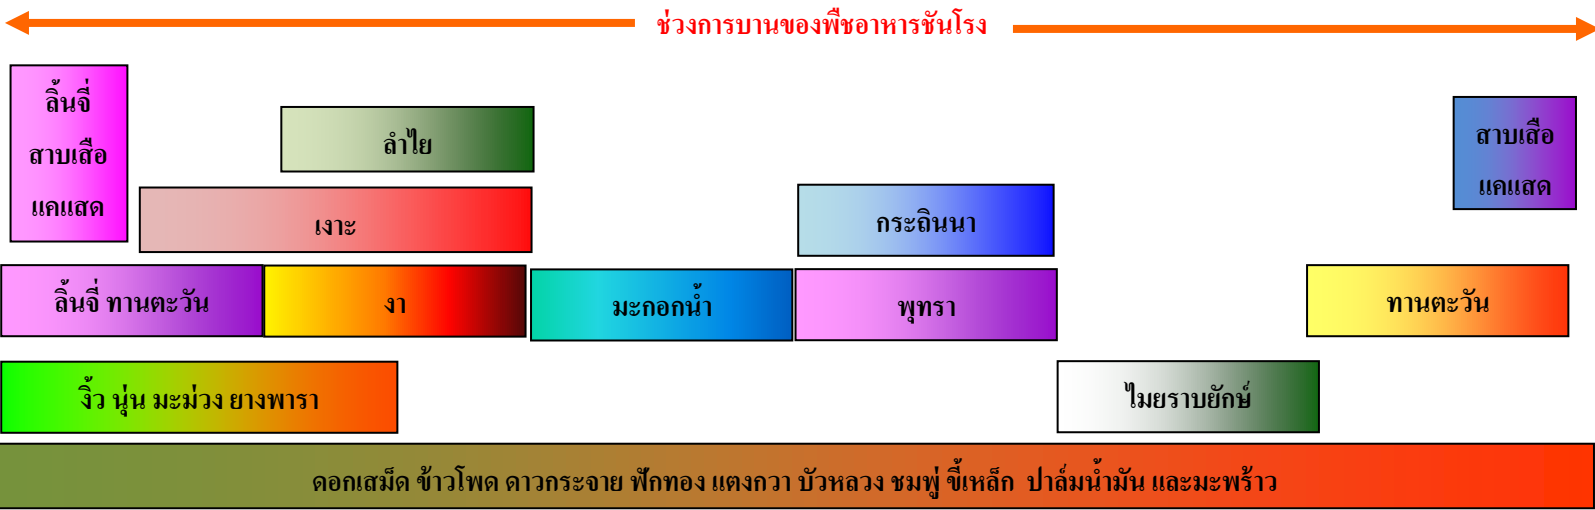 ช่วงการบานของพืชอาหารชันโรง
ลิ้นจี่
สาบเสือ
แคแสด
ลำไย
สาบเสือ
แคแสด
เงาะ
กระถินนา
ลิ้นจี่ ทานตะวัน
งา
มะกอกน้ำ
พุทรา
ทานตะวัน
งิ้ว นุ่น มะม่วง ยางพารา
ไมยราบยักษ์
ดอกเสม็ด ข้าวโพด ดาวกระจาย ฟักทอง แตงกวา บัวหลวง ชมพู่ ขี้เหล็ก ปาล์มน้ำมัน และมะพร้าว